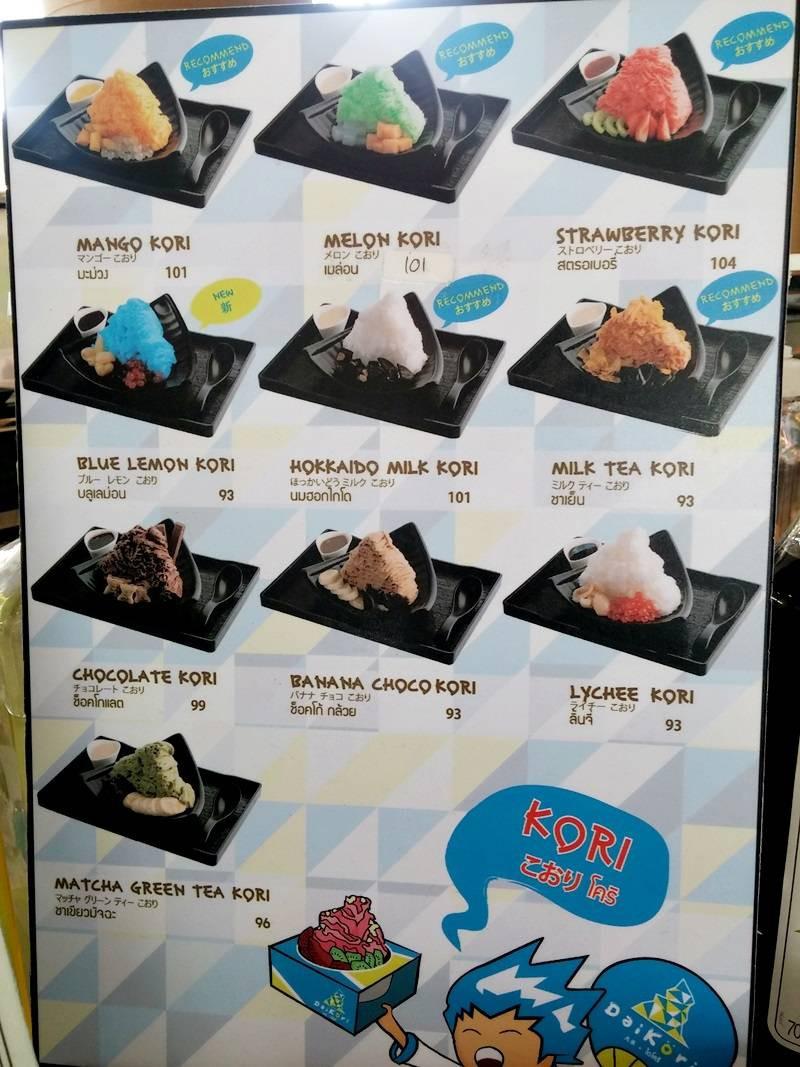 RECOMMEND
おすすめ
RECOMMEND
おすすめ
RECOMMEND
おすすめ
MANGO KORI
マンゴー こおり
มะม่วง 101
MELON KORI
メロン こおり
เมล่อน 101
STRAWBERRY KORI
ストロベリー こおり
สตรอเบอรี่ 104
NEW
新
RECOMMEND
おすすめ
RECOMMEND
おすすめ
BLUE LEMON KORI
ブルー レモン こおり
บลูเลม่อน 93
HOKKAIDO MILK KORI
ほっかいどう ミルク こおり
นมฮอกไกโด 101
MILK TEA KORI
ミルク ティー こおり
ชาเย็น 93
CHOCOLATE KORI
チョコレート こおり
ช็อคโกแลต 99
BANANA CHOCO KORI
バナナ チョコ こおり
ช็อคโก้ กล้วย 93
LYCHEE KORI
ライチー こおり
ลิ้นจี่ 93
MATCHA GREEN TEA KORI
マッチャ グリーン ティー こおり
ชาเขียวมัจฉะ 96
KORI
こおり โคริ
DaiKori
DaiKori
70